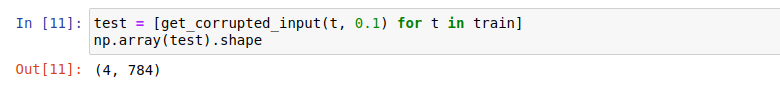 In [11]: test = [get_corrupted_input(t, 0.1) for t in train]
np.array(test).shape
Out[11]: (4, 784)